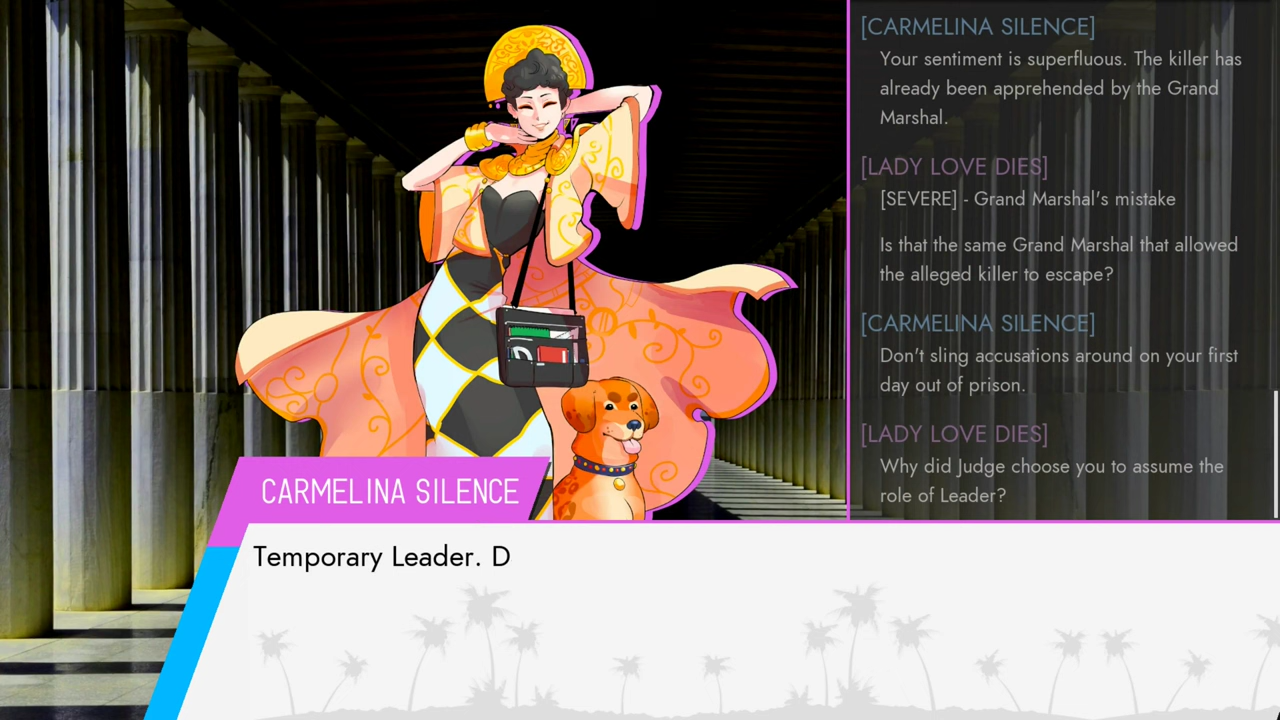 [CARMELINA SILENCE]
Your sentiment is superfluous. The killer has
already been apprehended by the Grand
Marshal.
[LADY LOVE DIES]
[SEVERE] - Grand Marshal's mistake
Is that the same Grand Marshal that allowed
the alleged killer to escape?
[CARMELINA SILENCE]
Don't sling accusations around on your first
day out of prison.
[LADY LOVE DIES]
Why did Judge choose you to assume the
role of Leader?
CARMELINA SILENCE
Temporary Leader. D